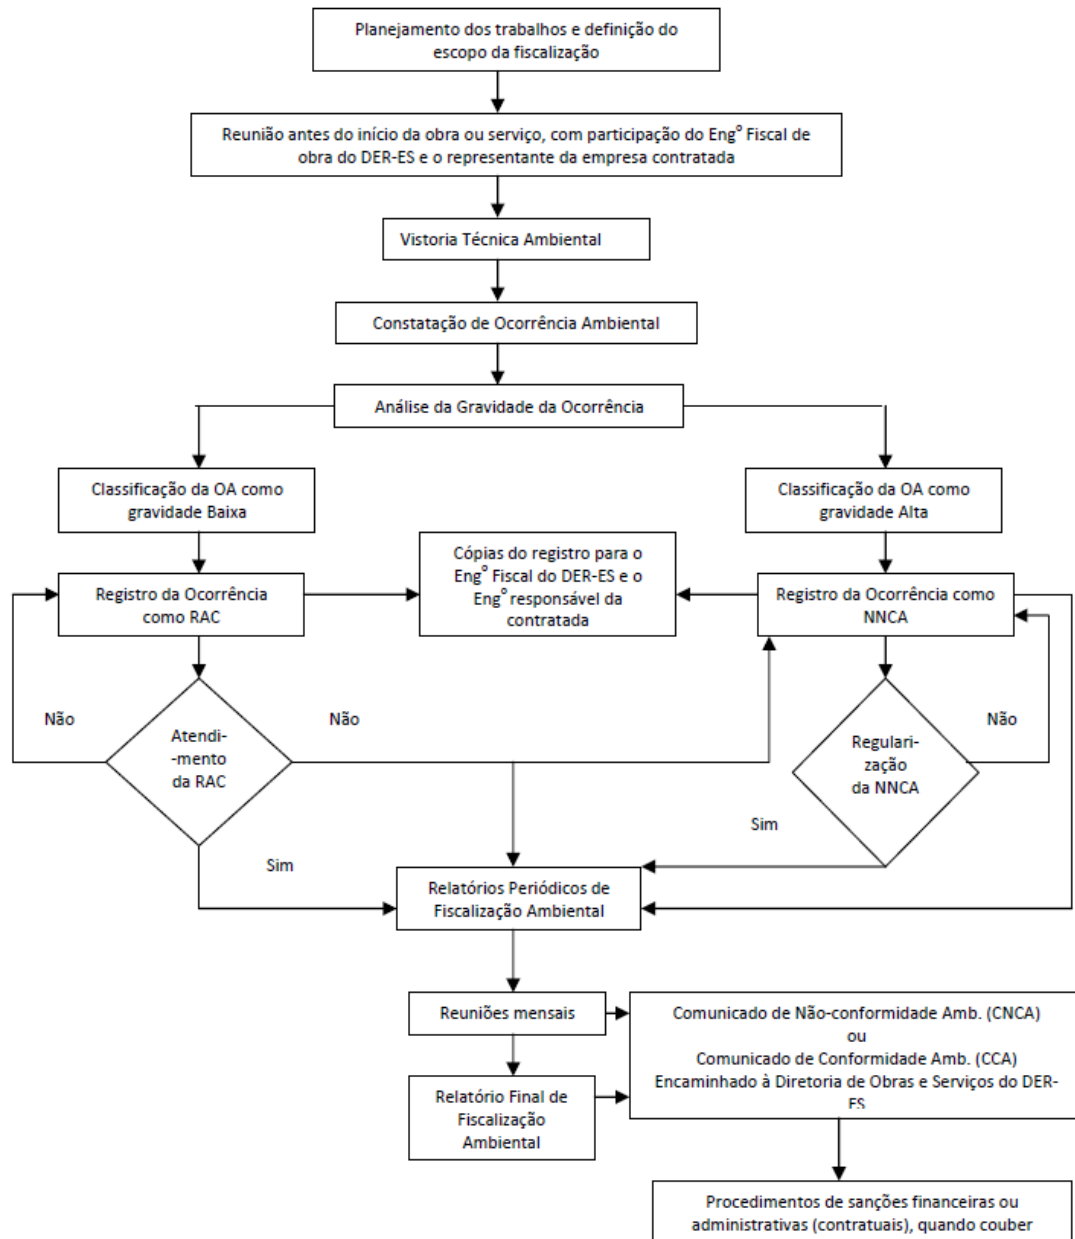 Planejamento dos trabalhos e definição do
escopo da fiscalização
Reunião antes do início da obra ou serviço, com participação do Engº Fiscal de
obra do DER-ES e o representante da empresa contratada
Vistoria Técnica Ambiental
Constatação de Ocorrência Ambiental
Análise da Gravidade da Ocorrência
Classificação da OA como
gravidade Baixa
Classificação da OA como
gravidade Alta
Cópias do registro para o
Engº Fiscal do DER-ES e o
Engº responsável da
contratada
Registro da Ocorrência
como RAC
Registro da Ocorrência como
NNCA
Não
Atendi-
-mento
da RAC
Não
Regulari-
zação
da NNCA
Não
Sim
Sim
Relatórios Periódicos de
Fiscalização Ambiental
Reuniões mensais
Comunicado de Não-conformidade Amb. (CNCA)
ou
Comunicado de Conformidade Amb. (CCA)
Encaminhado à Diretoria de Obras e Serviços do DER-
ES
Relatório Final de
Fiscalização
Ambiental
Procedimentos de sanções financeiras ou
administrativas (contratuais), quando couber